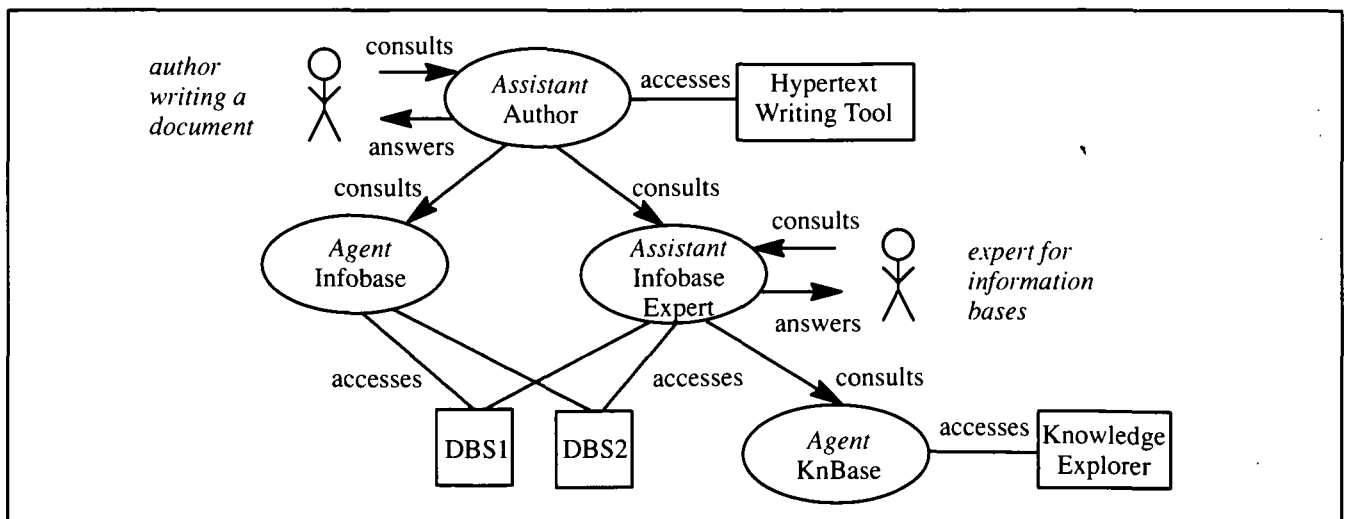 consults
author
writing a
document
Assistant
Author
accesses
Hypertext
Writing Tool
answers
consults
consults
Agent
Infobase
Assistant
Infobase
Expert
consults
answers
expert for
information
bases
accesses
accesses
consults
DBS1
DBS2
Agent
KnBase
accesses
Knowledge
Explorer